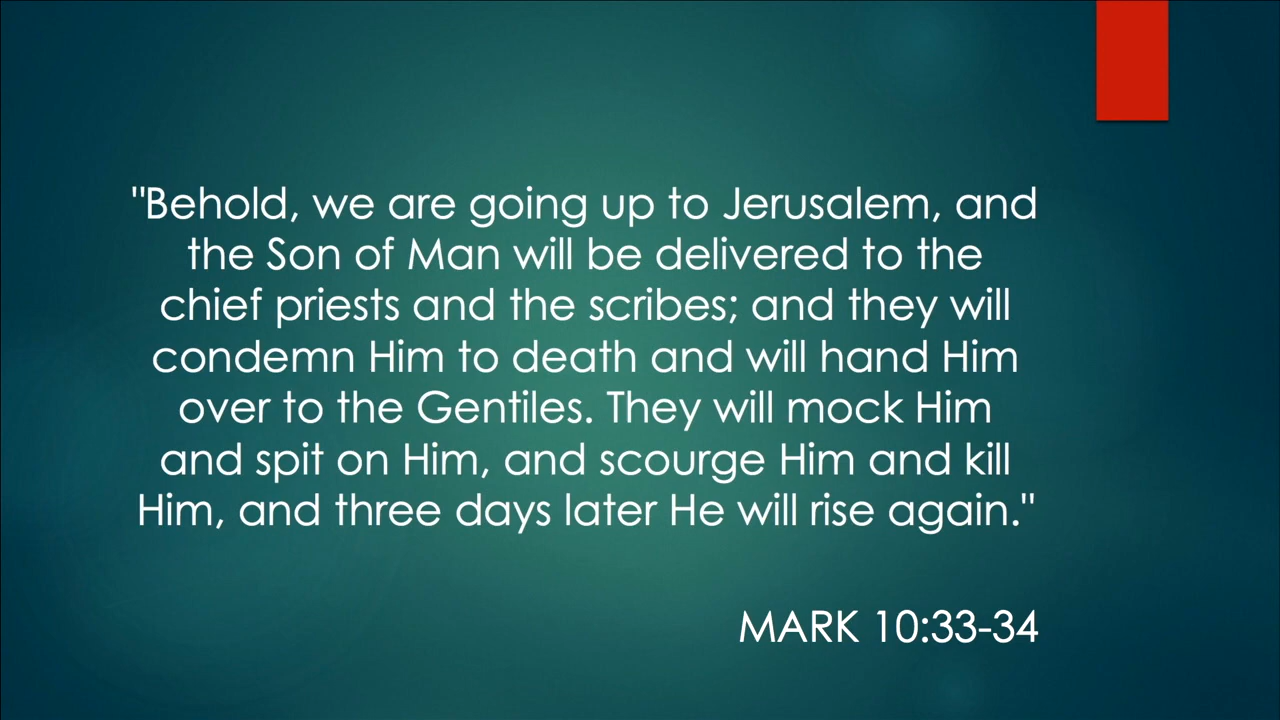 "Behold, we are going up to Jerusalem, and
the Son of Man will be delivered to the
chief priests and the scribes; and they will
condemn Him to death and will hand Him
over to the Gentiles. They will mock Him
and spit on Him, and scourge Him and kill
Him, and three days later He will rise again."
MARK 10:33-34